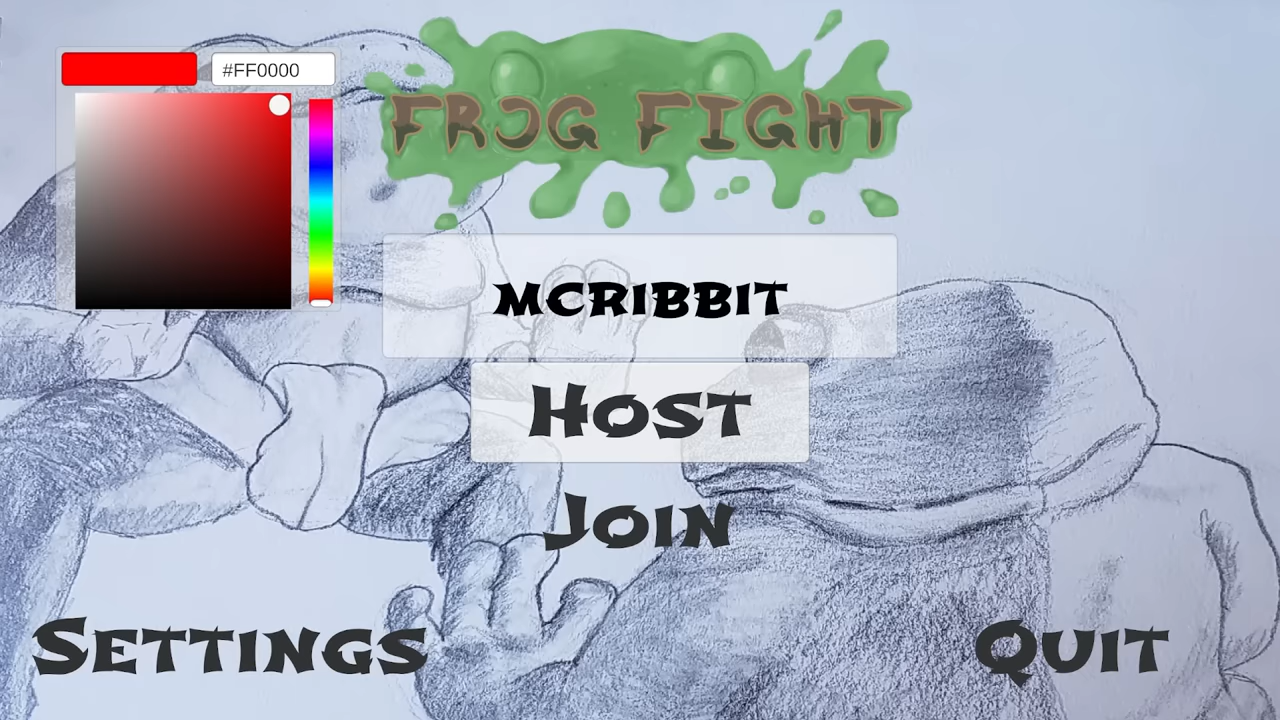 #FF0000
FROG FIGHT
MCRIBBIT
HOST
JOIN
SETTINGS
QUIT